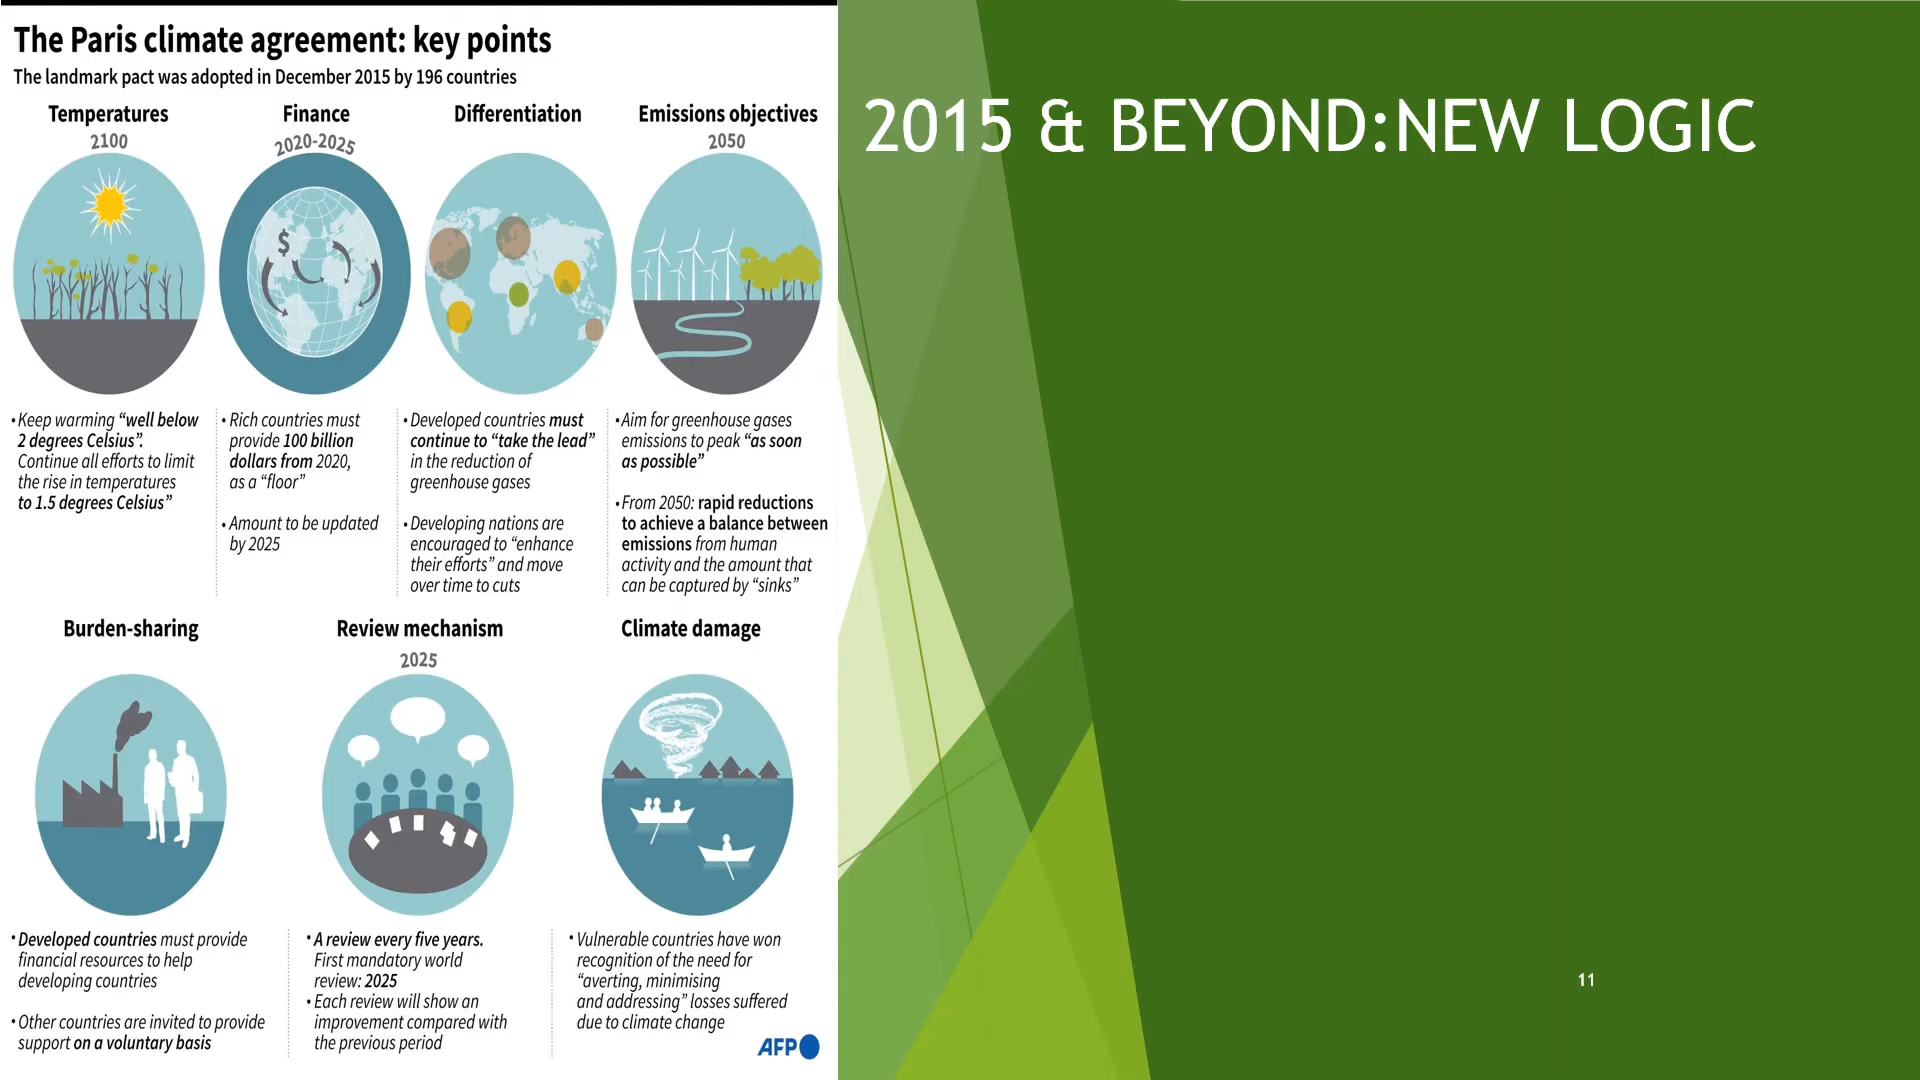 The Paris climate agreement: key points
The landmark pact was adopted in December 2015 by 196 countries
Temperatures
2100
• Keep warming “well below
2 degrees Celsius”.
Continue all efforts to limit
the rise in temperatures
to 1.5 degrees Celsius”
Finance
2020-2025
$
• Rich countries must
provide 100 billion
dollars from 2020,
as a “floor”
• Amount to be updated
by 2025
Differentiation
• Developed countries must
continue to “take the lead”
in the reduction of
greenhouse gases
• Developing nations are
encouraged to “enhance
their efforts” and move
over time to cuts
Emissions objectives
2050
• Aim for greenhouse gases
emissions to peak “as soon
as possible”
• From 2050: rapid reductions
to achieve a balance between
emissions from human
activity and the amount that
can be captured by “sinks”
Burden-sharing
• Developed countries must provide
financial resources to help
developing countries
• Other countries are invited to provide
support on a voluntary basis
Review mechanism
2025
• A review every five years.
First mandatory world
review: 2025
• Each review will show an
improvement compared with
the previous period
Climate damage
• Vulnerable countries have won
recognition of the need for
“averting, minimising
and addressing” losses suffered
due to climate change
AFP
2015 & BEYOND:NEW LOGIC
11